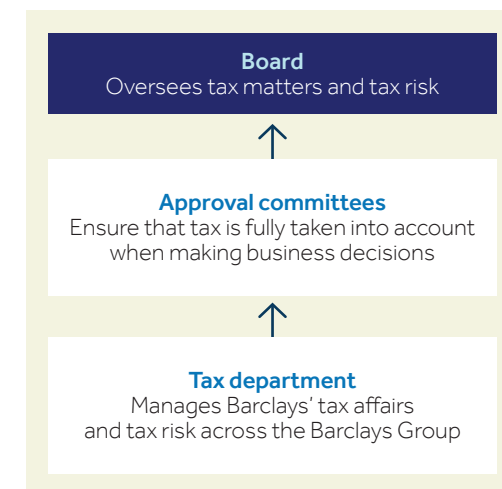 Board
Oversees tax matters and tax risk
Approval committees
Ensure that tax is fully taken into account
when making business decisions
Tax department
Manages Barclays’ tax affairs
and tax risk across the Barclays Group